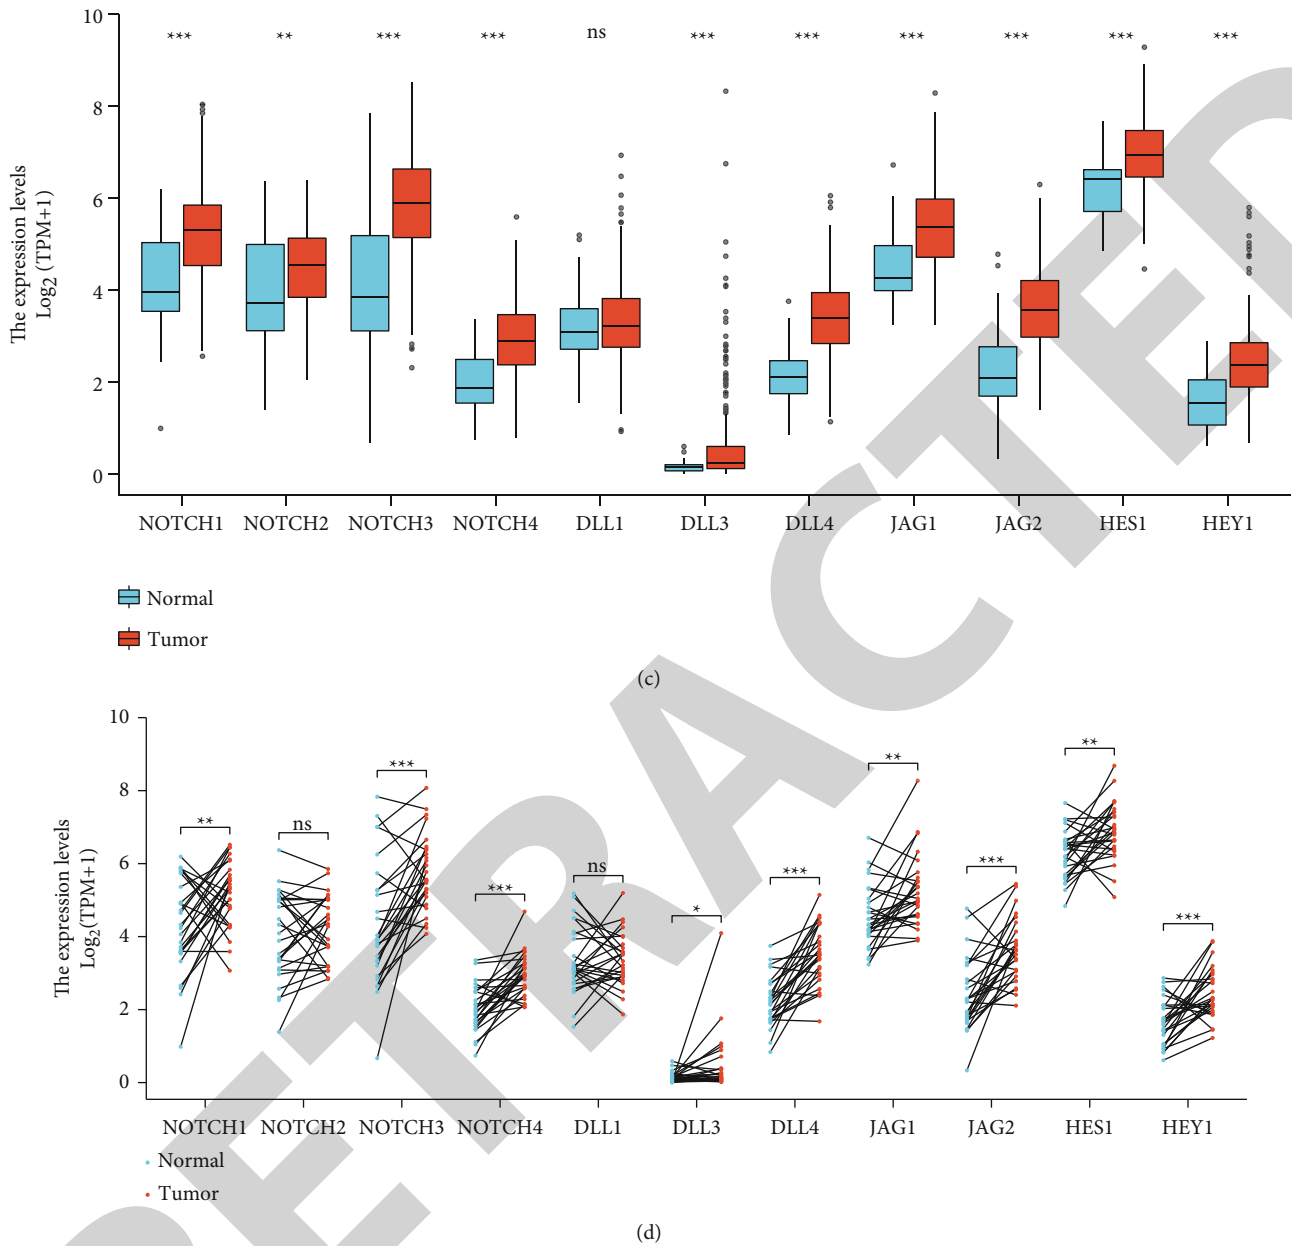 10
8
6
4
2
0
The expression levels
Log2 (TPM+1)
*** ** *** *** ns *** *** *** *** *** ***
NOTCH1 NOTCH2 NOTCH3 NOTCH4 DLL1 DLL3 DLL4 JAG1 JAG2 HES1 HEY1
Normal
Tumor
(c)
10
8
6
4
2
0
The expression levels
Log2(TPM+1)
** ns *** *** ns * *** ** *** ** ***
NOTCH1 NOTCH2 NOTCH3 NOTCH4 DLL1 DLL3 DLL4 JAG1 JAG2 HES1 HEY1
Normal
Tumor
(d)
RETRACTED